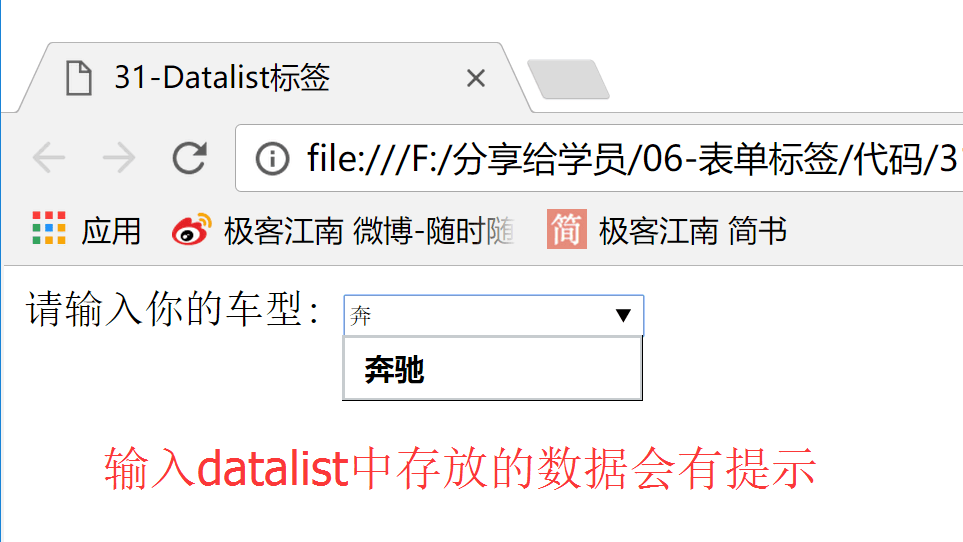 31-Datalist标签
file:///F:/分享给学员/06-表单标签/代码/3
应用 极客江南 微博-随时随 极客江南 简书
请输入你的车型： 奔
奔驰
输入datalist中存放的数据会有提示